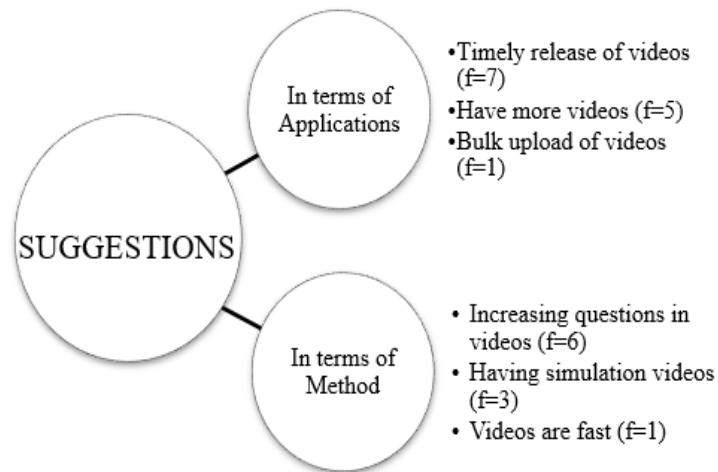 SUGGESTIONS
In terms of
Applications
•Timely release of videos
(f=7)
•Have more videos (f=5)
•Bulk upload of videos
(f=1)
In terms of
Method
• Increasing questions in
videos (f=6)
• Having simulation videos
(f=3)
• Videos are fast (f=1)